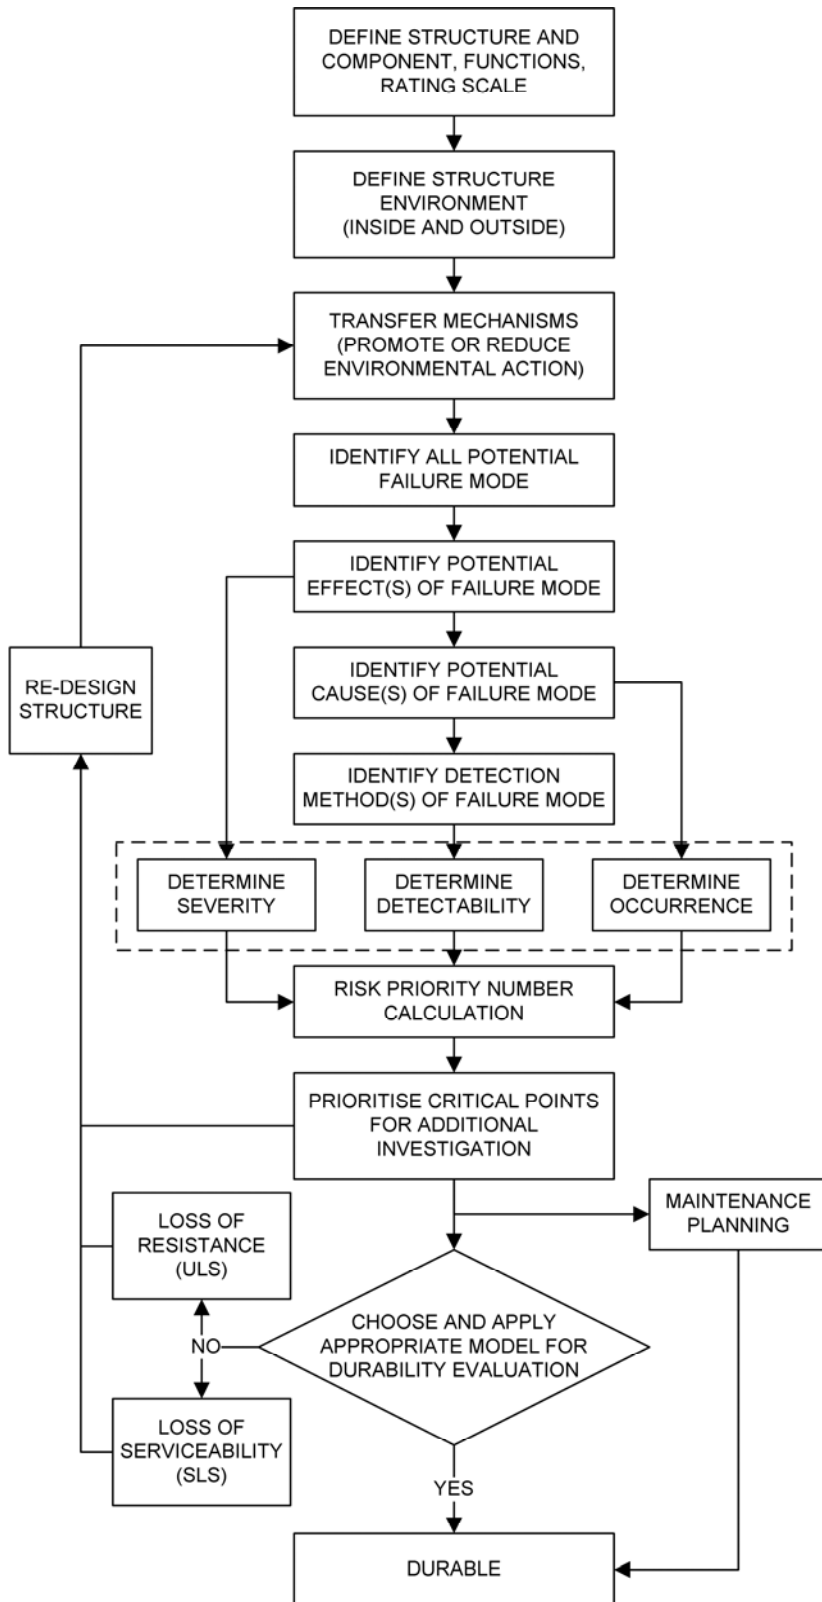 DEFINE STRUCTURE AND
COMPONENT, FUNCTIONS,
RATING SCALE
DEFINE STRUCTURE
ENVIRONMENT
(INSIDE AND OUTSIDE)
TRANSFER MECHANISMS
(PROMOTE OR REDUCE
ENVIRONMENTAL ACTION)
IDENTIFY ALL POTENTIAL
FAILURE MODE
IDENTIFY POTENTIAL
EFFECT(S) OF FAILURE MODE
IDENTIFY POTENTIAL
CAUSE(S) OF FAILURE MODE
RE-DESIGN
STRUCTURE
IDENTIFY DETECTION
METHOD(S) OF FAILURE MODE
DETERMINE
SEVERITY
DETERMINE
DETECTABILITY
DETERMINE
OCCURRENCE
RISK PRIORITY NUMBER
CALCULATION
PRIORITISE CRITICAL POINTS
FOR ADDITIONAL
INVESTIGATION
MAINTENANCE
PLANNING
LOSS OF
RESISTANCE
(ULS)
CHOOSE AND APPLY
APPROPRIATE MODEL FOR
DURABILITY EVALUATION
NO
LOSS OF
SERVICEABILITY
(SLS)
YES
DURABLE